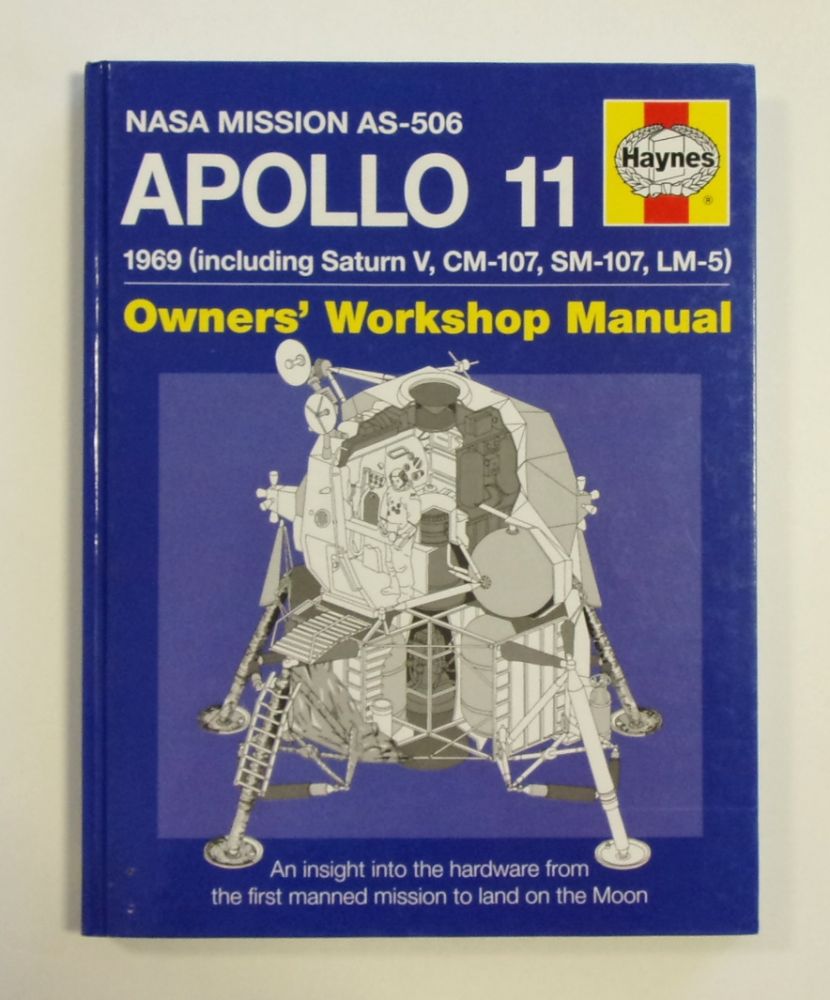 NASA MISSION AS-506
APOLLO 11
Haynes
®
1969 (including Saturn V, CM-107, SM-107, LM-5)
Owners' Workshop Manual
An insight into the hardware from
the first manned mission to land on the Moon